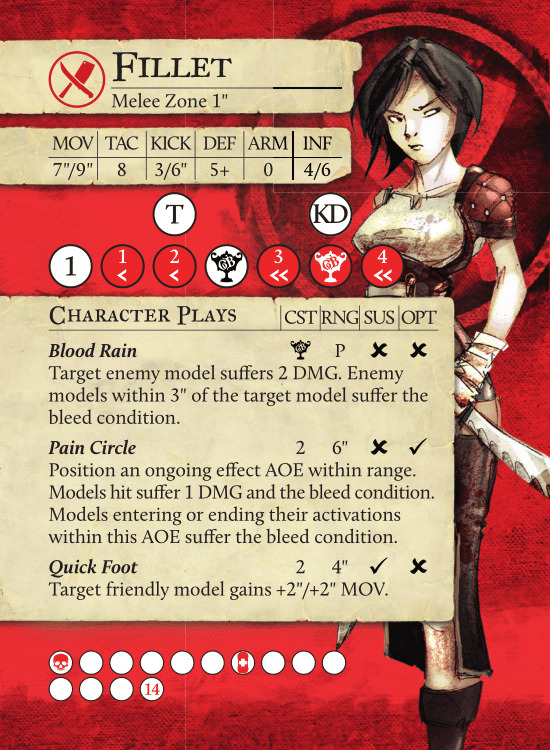 FILLET
Melee Zone 1"
MOV TAC KICK DEF ARM INF
7"/9" 8 3/6" 5+ 0 4/6
T KD
1 1 < 2 < GB 3 << GB 4 <<
CHARACTER PLAYS CST RNG SUS OPT
Blood Rain GB P ✘ ✘
Target enemy model suffers 2 DMG. Enemy
models within 3" of the target model suffer the
bleed condition.
Pain Circle 2 6" ✘ ✓
Position an ongoing effect AOE within range.
Models hit suffer 1 DMG and the bleed condition.
Models entering or ending their activations
within this AOE suffer the bleed condition.
Quick Foot 2 4" ✓ ✘
Target friendly model gains +2"/+2" MOV.
14